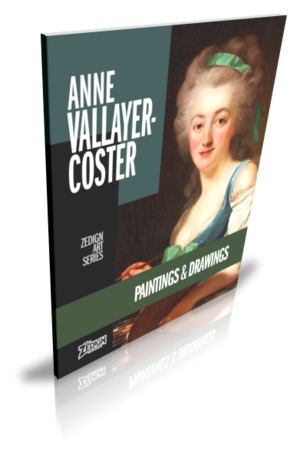 ANNE
VALLAYER-
COSTER
ZEDIGN
ART
SERIES
PAINTINGS & DRAWINGS
ZEDIGN